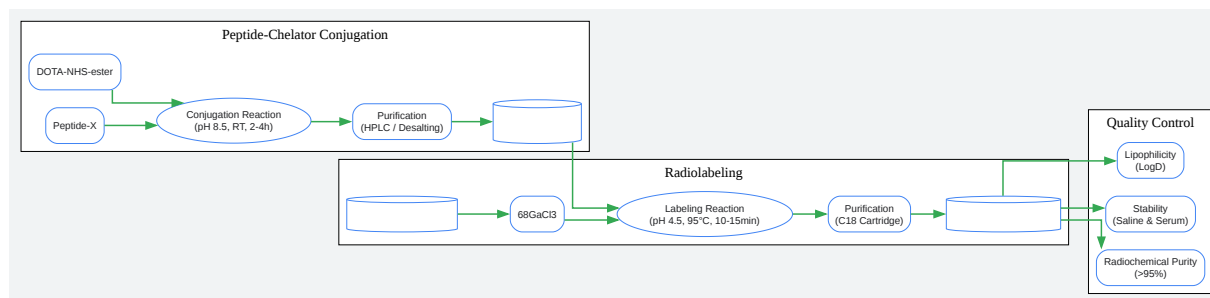 Peptide-Chelator Conjugation
DOTA-NHS-ester
Peptide-X
Conjugation Reaction
(pH 8.5, RT, 2-4h)
Purification
(HPLC / Desalting)
Radiolabeling
68GaCl3
Labeling Reaction
(pH 4.5, 95°C, 10-15min)
Purification
(C18 Cartridge)
Quality Control
Lipophilicity
(LogD)
Stability
(Saline & Serum)
Radiochemical Purity
(>95%)